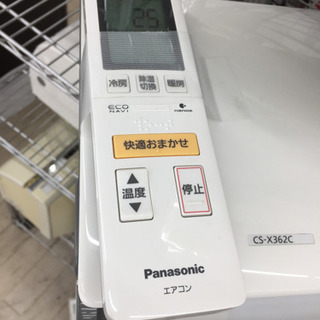 25
冷房 除湿 暖房
切換
ECO
NAVI
快適おまかせ
温度 停止
Panasonic
エアコン
CS-X362C